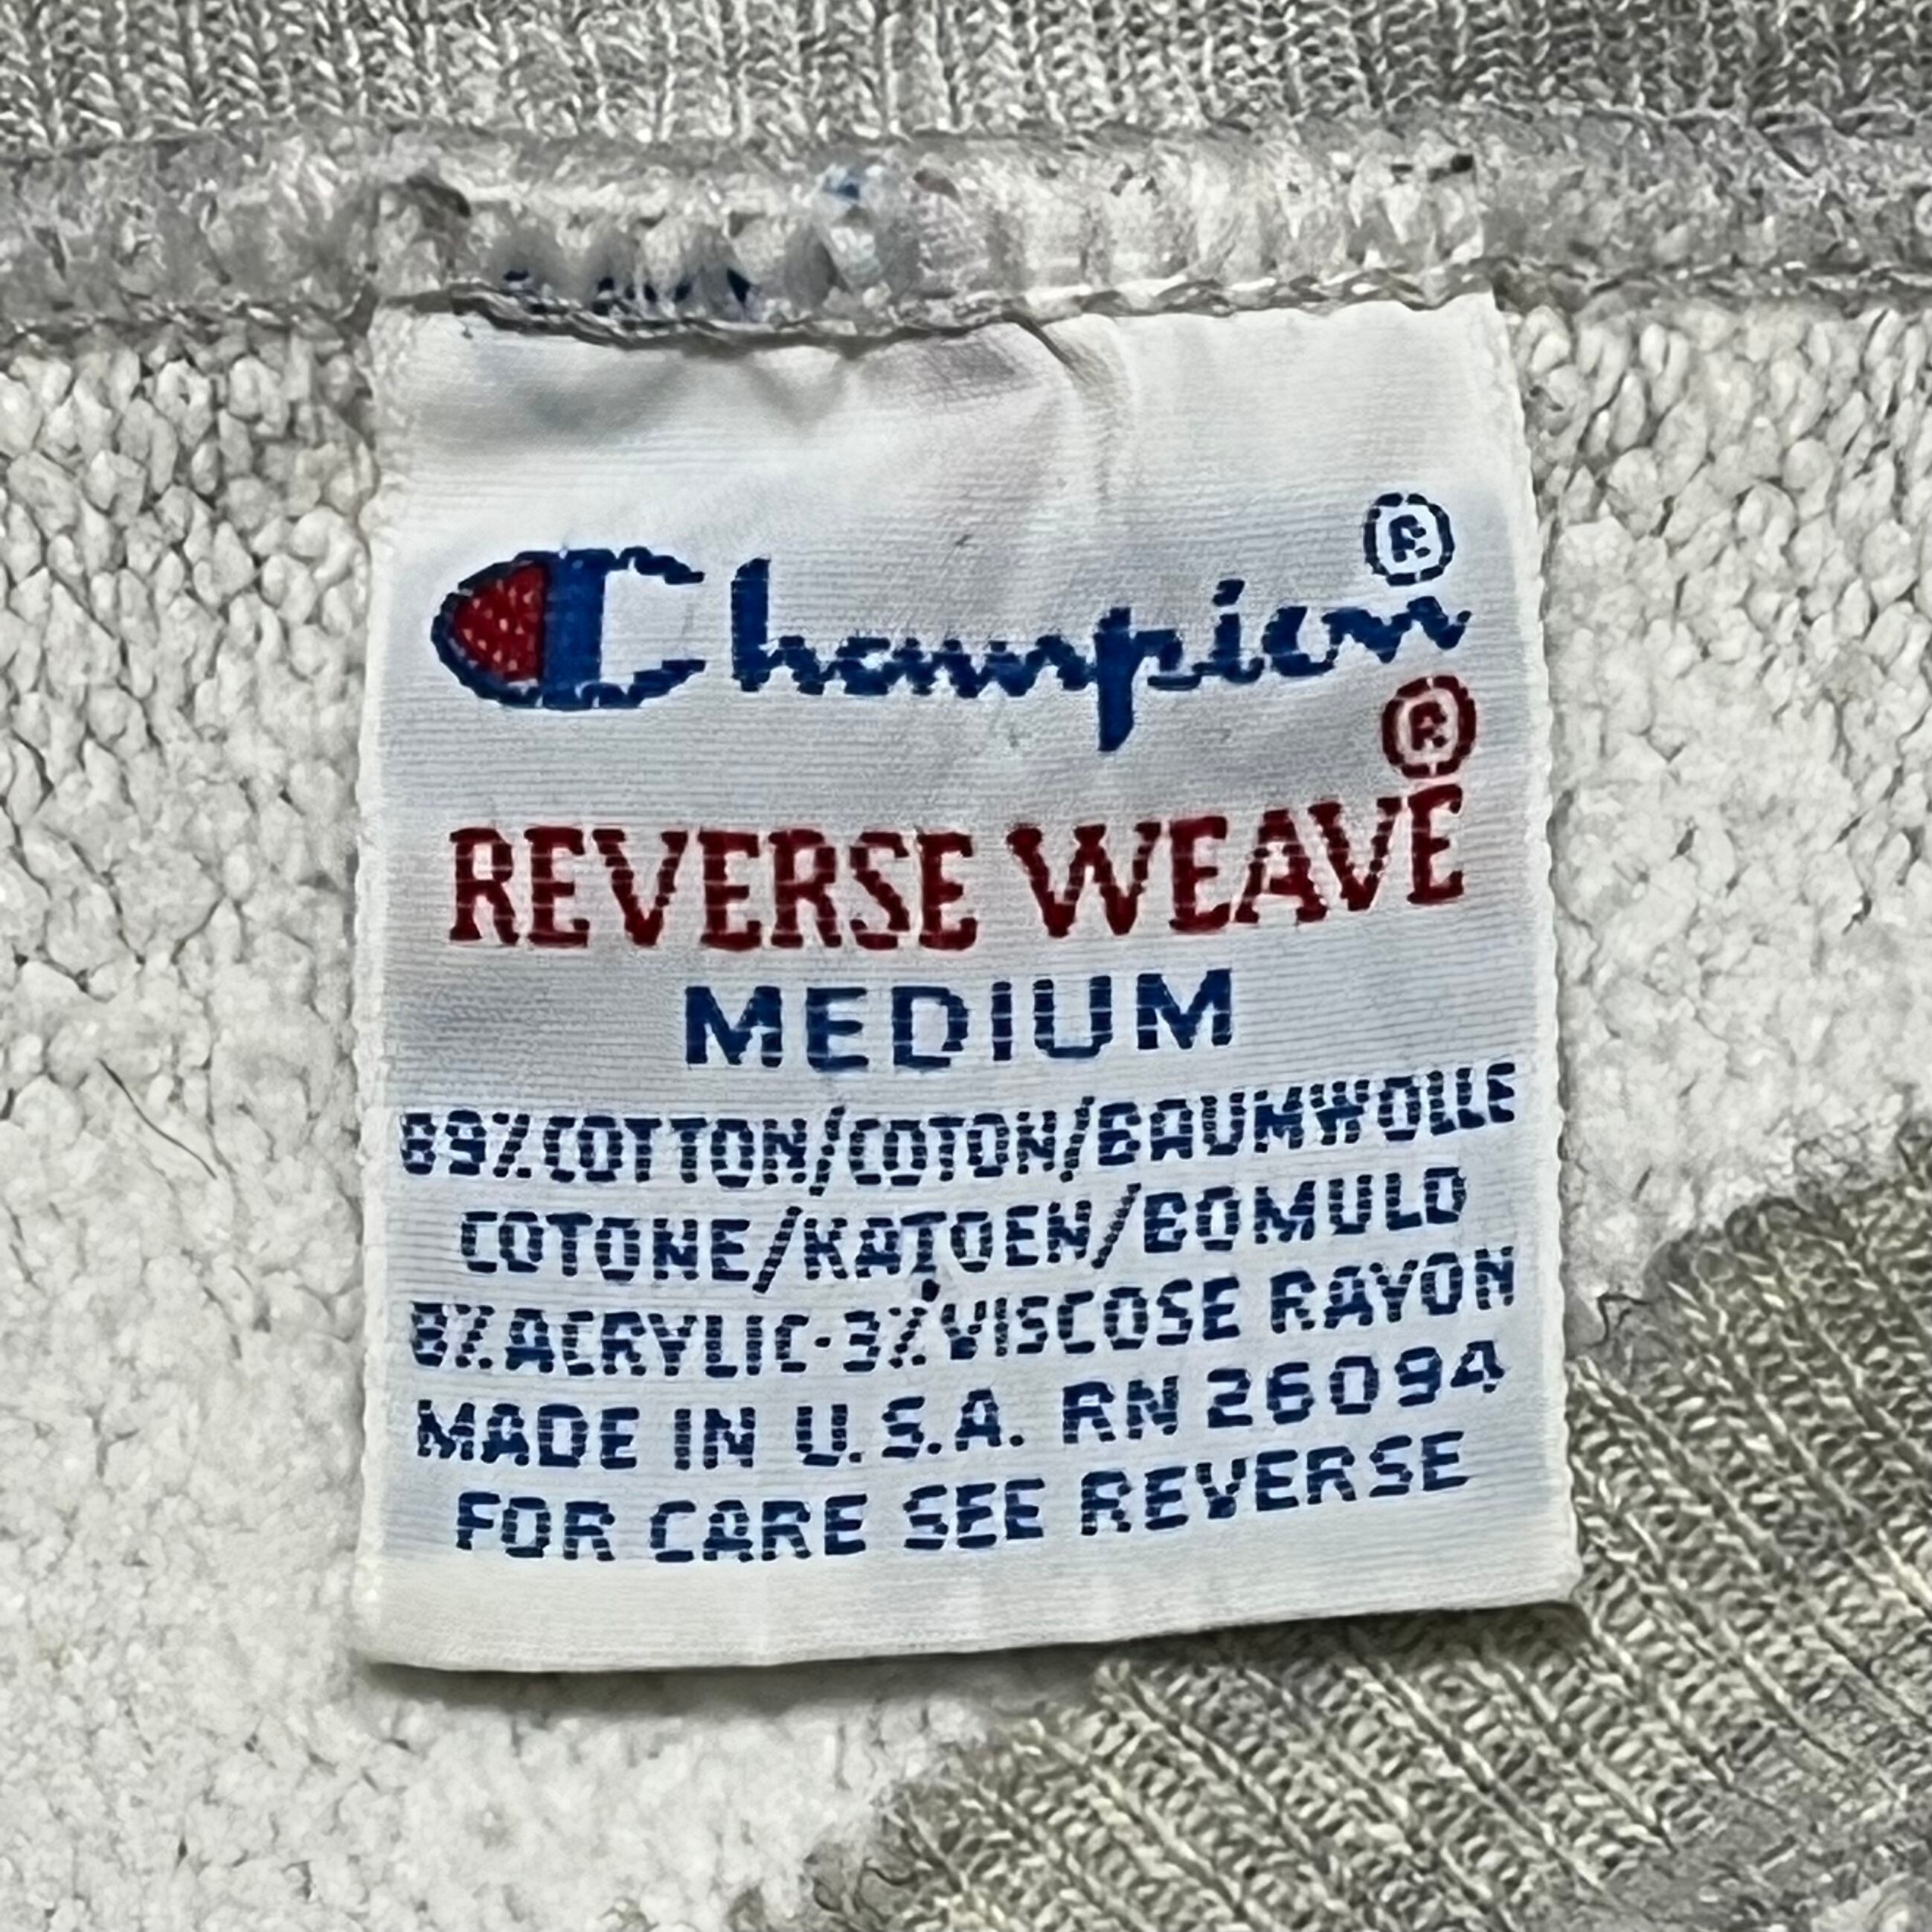 Champion®
®
REVERSE WEAVE
MEDIUM
89% COTTON/COTON/BAUMWOLLE
COTONE/KATOEN/BOMULD
8% ACRYLIC-3% VISCOSE RAYON
MADE IN U.S.A. RN 26094
FOR CARE SEE REVERSE